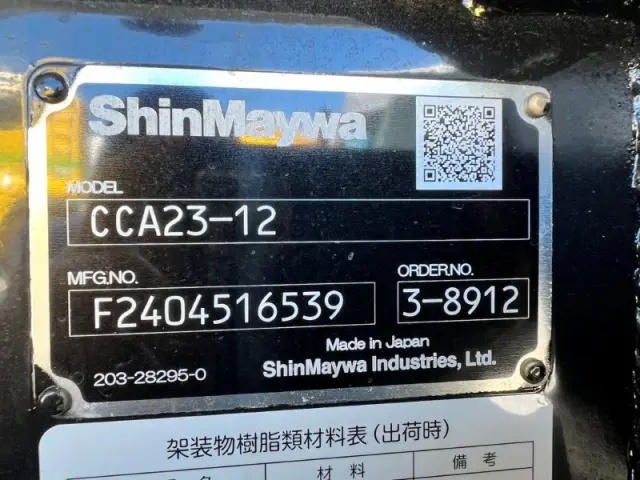 ShinMaywa
MODEL
CCA23-12
MFG.NO. ORDER.NO.
F2404516539 3-8912
Made in Japan
203-28295-0 ShinMaywa Industries, Ltd.
架装物樹脂類材料表(出荷時)
名 材料 備考